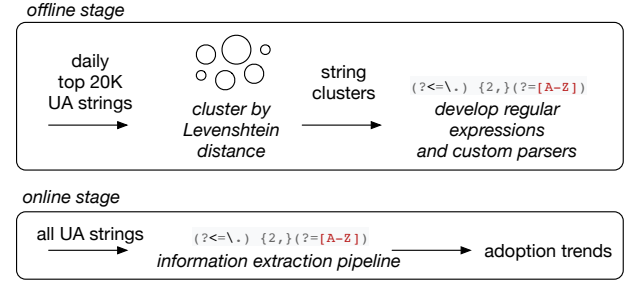 offline stage
daily
top 20K
UA strings
cluster by
Levenshtein
distance
string
clusters
(?<=\.) {2,}(?=[A-Z])
develop regular
expressions
and custom parsers
online stage
all UA strings
(?<=\.) {2,}(?=[A-Z])
information extraction pipeline
adoption trends